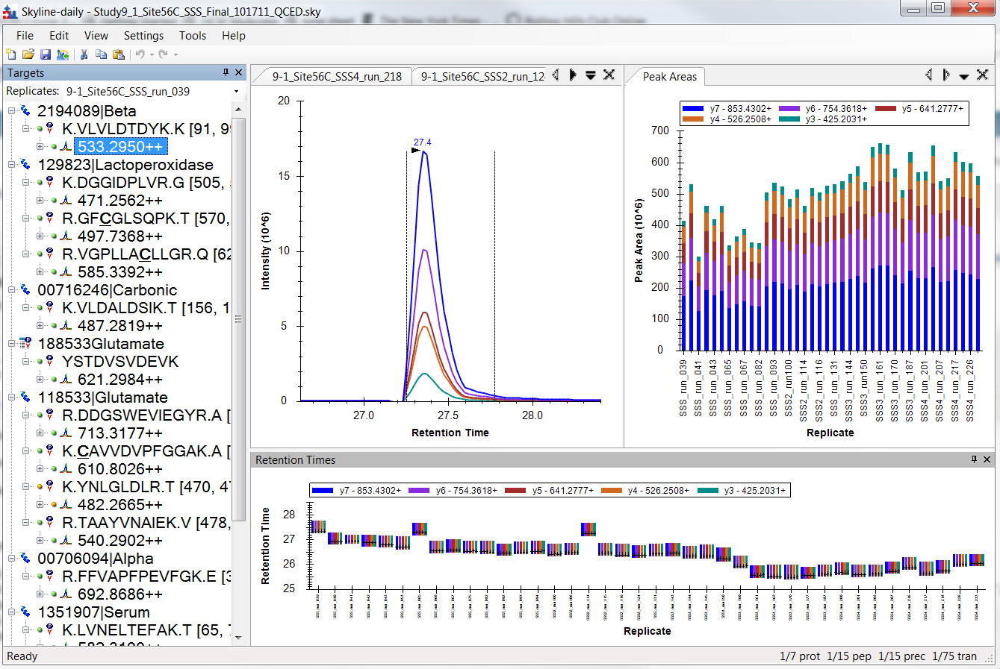 Skyline-daily - Study9_1_Site56C_SSS_Final_101711_QCED.sky
File Edit View Settings Tools Help
Targets
Replicates: 9-1_Site56C_SSS_run_039
2194089|Beta
K.VLVLDTDYK.K [91, 99
533.2950++
129823|Lactoperoxidase
K.DGGIDPLVR.G [505,
471.2562++
R.GFCGLSQPK.T [570,
497.7368++
R.VGPLLACLLGR.Q [62
585.3392++
00716246|Carbonic
K.VLDALDSIK.T [156, 1
487.2819++
188533Glutamate
YSTDVSVDEVK
621.2984++
118533|Glutamate
R.DDGSWEVIEGYR.A [
713.3177++
K.CAVVDVPFGGAK.A [
610.8026++
K.YNLGLDLR.T [470, 47
482.2665++
R.TAAYVNAIEK.V [478,
540.2902++
00706094|Alpha
R.FFVAPFPEVFGK.E [3
692.8686++
1351907|Serum
K.LVNELTEFAK.T [65, 7
9-1_Site56C_SSS4_run_218
9-1_Site56C_SSS2_run_12
20
15
10
5
0
Intensity (10^6)
27.4
27.0 27.5 28.0
Retention Time
Peak Areas
y7 - 853.4302+ y6 - 754.3618+ y5 - 641.2777+
y4 - 526.2508+ y3 - 425.2031+
700
600
500
400
300
200
100
0
Peak Area (10^6)
SSS_run_039
SSS_run_041
SSS_run_043
SSS_run_065
SSS_run_067
SSS_run_082
SSS_run_093
SSS2_run100
SSS2_run_114
SSS2_run_116
SSS2_run_131
SSS3_run_144
SSS3_run150
SSS3_run_161
SSS3_run_170
SSS3_run_187
SSS4_run_201
SSS4_run_207
SSS4_run_217
SSS4_run_226
Replicate
Retention Times
y7 - 853.4302+ y6 - 754.3618+ y5 - 641.2777+ y4 - 526.2508+ y3 - 425.2031+
28
27
26
25
Retention Time
Replicate
Ready
1/7 prot 1/15 pep 1/15 prec 1/75 tran